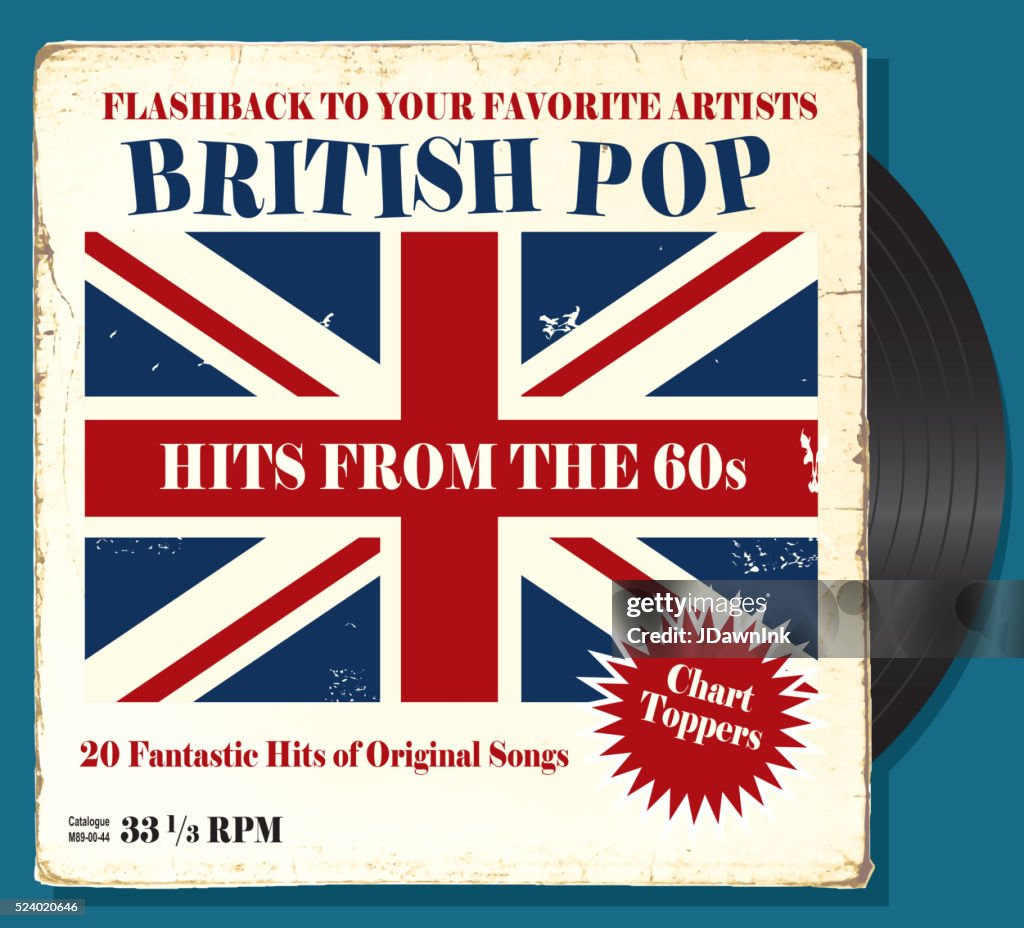 FLASHBACK TO YOUR FAVORITE ARTISTS
BRITISH POP
HITS FROM THE 60s
gettyimages®
Credit: JDawnInk
Chart
Toppers
20 Fantastic Hits of Original Songs
Catalogue
M89-00-44
33 1/3 RPM
524020646